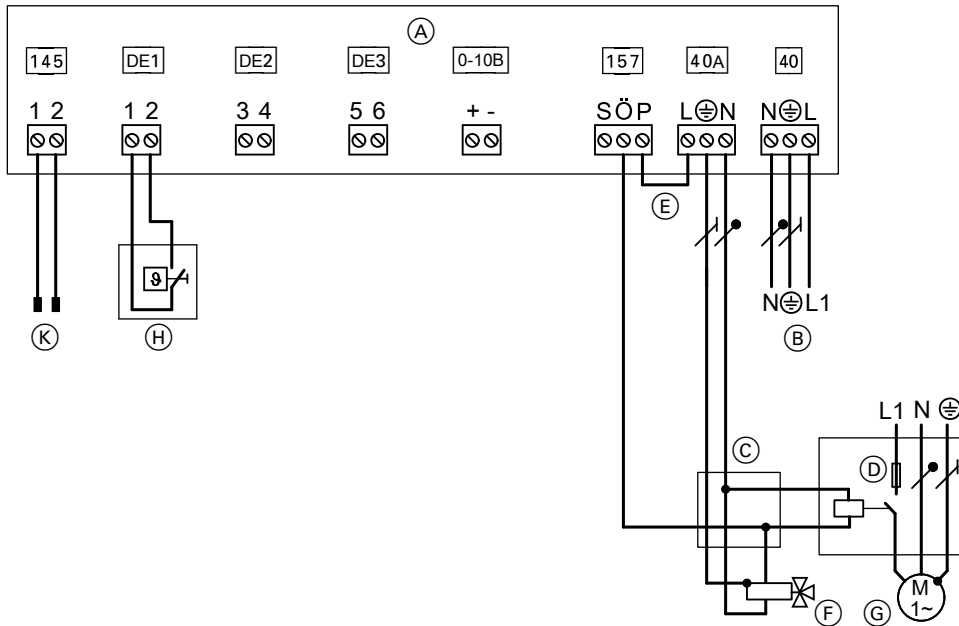 A
145 DE1 DE2 DE3 0-10В 157 40A 40
1 2 1 2 3 4 5 6 + - S Ö P L N N L
E
ϑ
N L1
K H B
L1 N
C
D
M
1~
F G